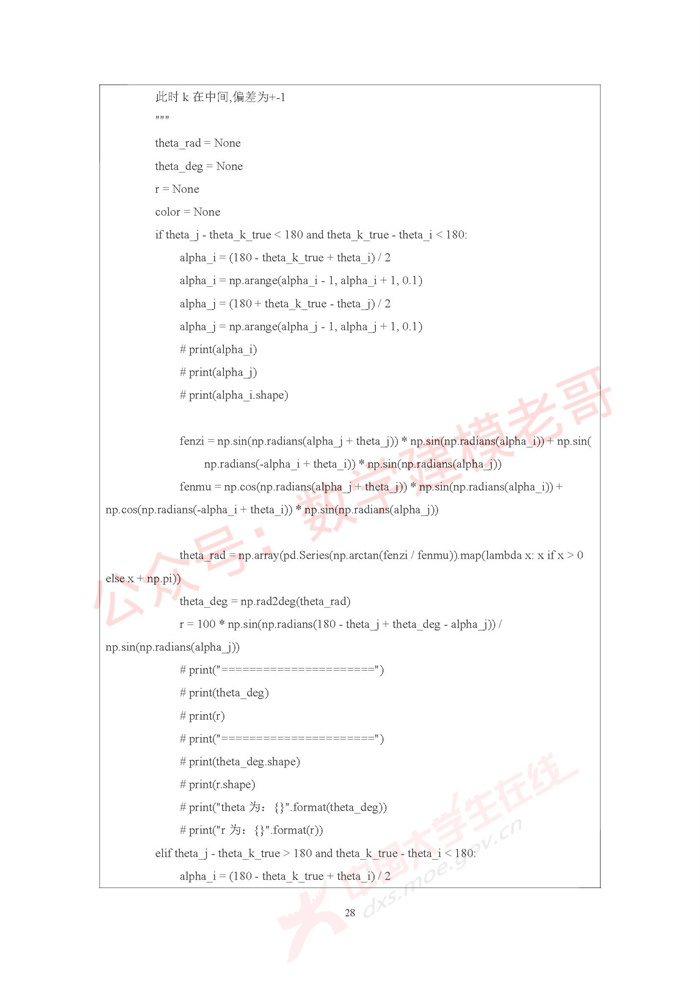 此时 k 在中间,偏差为+-1
"""
theta_rad = None
theta_deg = None
r = None
color = None
if theta_j - theta_k_true < 180 and theta_k_true - theta_i < 180:
alpha_i = (180 - theta_k_true + theta_i) / 2
alpha_i = np.arange(alpha_i - 1, alpha_i + 1, 0.1)
alpha_j = (180 + theta_k_true - theta_j) / 2
alpha_j = np.arange(alpha_j - 1, alpha_j + 1, 0.1)
# print(alpha_i)
# print(alpha_j)
# print(alpha_i.shape)
fenzi = np.sin(np.radians(alpha_j + theta_j)) * np.sin(np.radians(alpha_i)) + np.sin(
np.radians(-alpha_i + theta_i)) * np.sin(np.radians(alpha_j))
fenmu = np.cos(np.radians(alpha_j + theta_j)) * np.sin(np.radians(alpha_i)) +
np.cos(np.radians(-alpha_i + theta_i)) * np.sin(np.radians(alpha_j))
theta_rad = np.array(pd.Series(np.arctan(fenzi / fenmu)).map(lambda x: x if x > 0
else x + np.pi))
theta_deg = np.rad2deg(theta_rad)
r = 100 * np.sin(np.radians(180 - theta_j + theta_deg - alpha_j)) /
np.sin(np.radians(alpha_j))
# print("======================")
# print(theta_deg)
# print(r)
# print("======================")
# print(theta_deg.shape)
# print(r.shape)
# print("theta 为：{}".format(theta_deg))
# print("r 为：{}".format(r))
elif theta_j - theta_k_true > 180 and theta_k_true - theta_i < 180:
alpha_i = (180 - theta_k_true + theta_i) / 2
28
公众号：数学建模老哥
中国大学生在线
dxs.moe.gov.cn